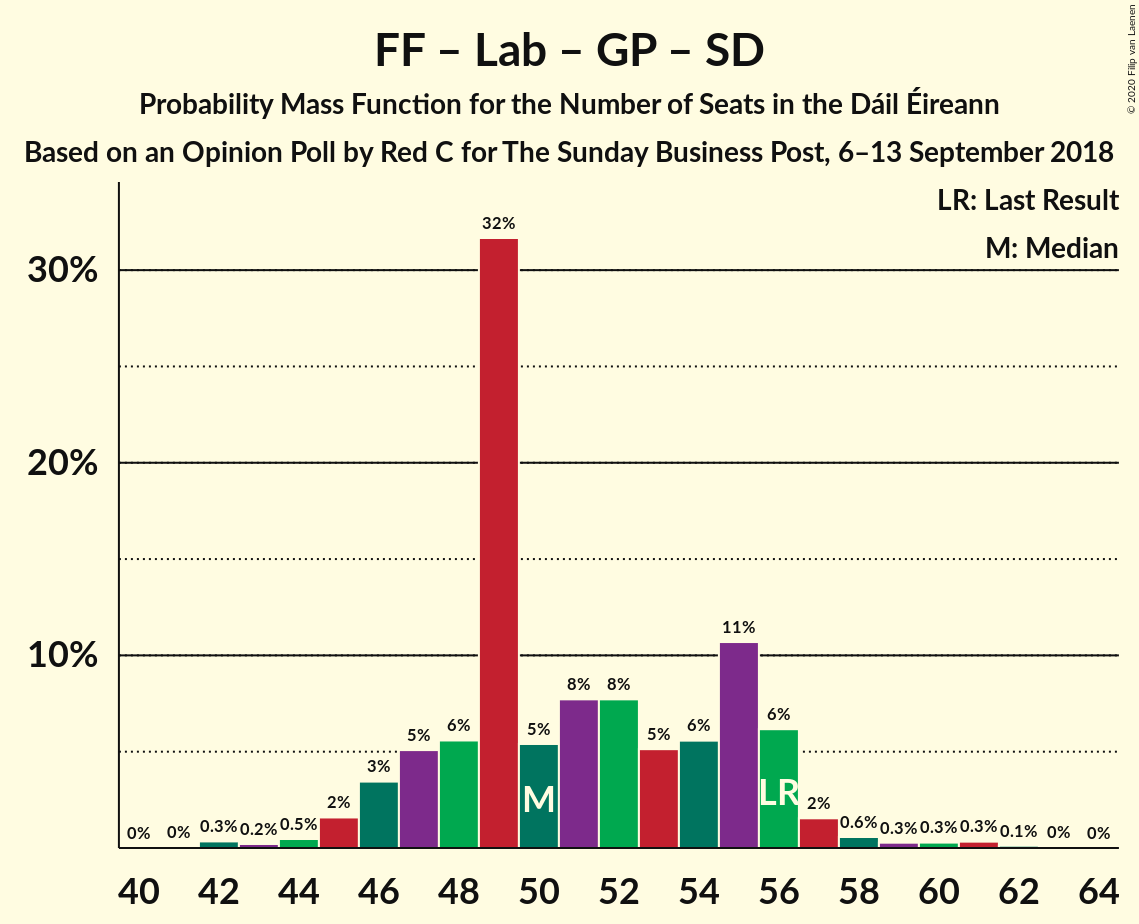 FF – Lab – GP – SD
Probability Mass Function for the Number of Seats in the Dáil Éireann
Based on an Opinion Poll by Red C for The Sunday Business Post, 6–13 September 2018
© 2020 Filip van Laenen
LR: Last Result
M: Median
30%
20%
10%
0% 0% 0.3% 0.2% 0.5% 2% 3% 5% 6% 32% 5% 8% 8% 5% 6% 11% 6% 2% 0.6% 0.3% 0.3% 0.3% 0.1% 0% 0%
M LR
40 42 44 46 48 50 52 54 56 58 60 62 64